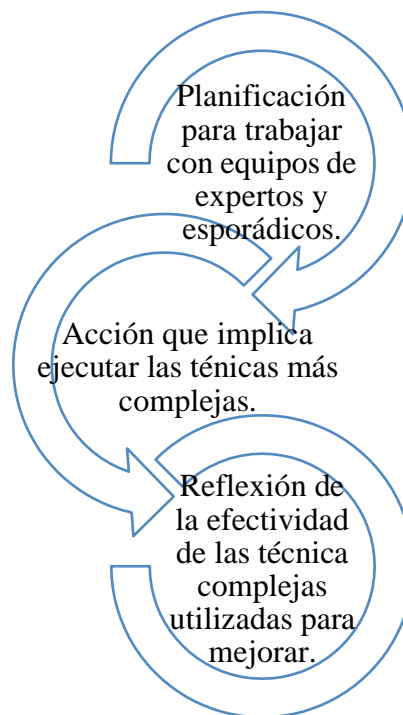 Planificación
para trabajar
con equipos de
expertos y
esporádicos.
Acción que implica
ejecutar las ténicas más
complejas.
Reflexión de
la efectividad
de las técnica
complejas
utilizadas para
mejorar.